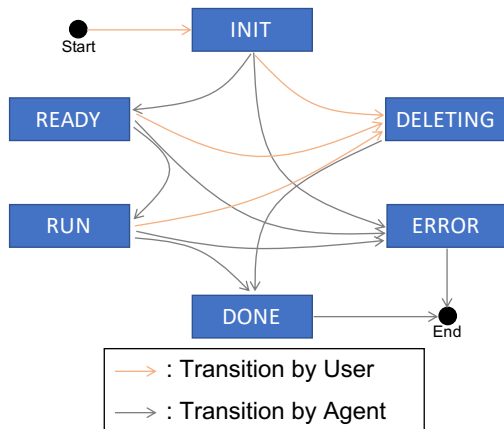 Start
INIT
READY
DELETING
RUN
ERROR
DONE
End
: Transition by User
: Transition by Agent